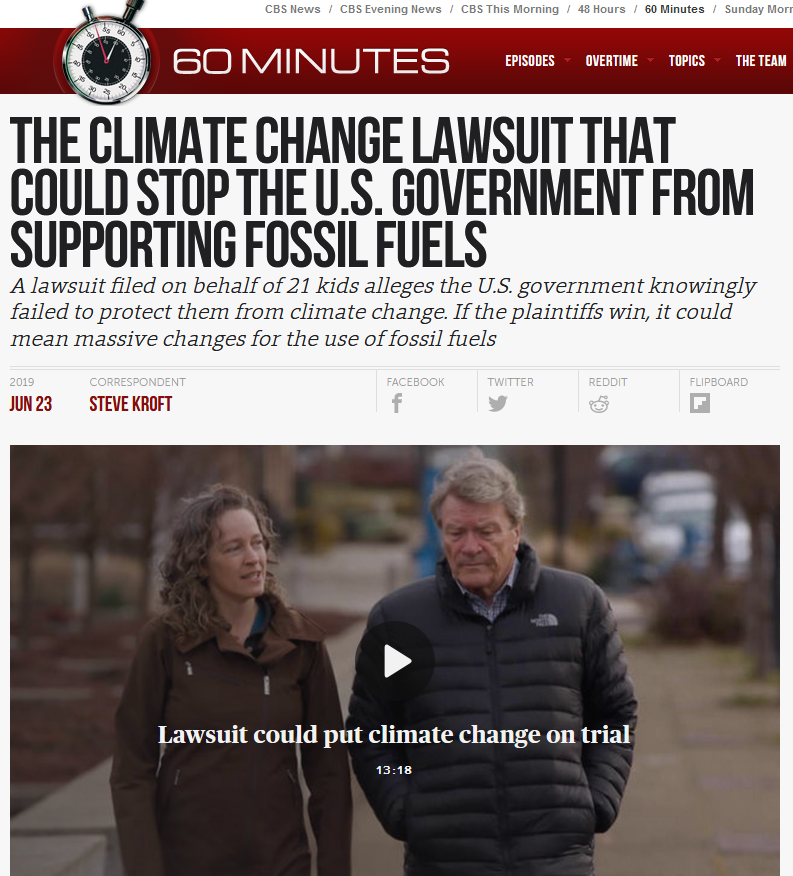 CBS News / CBS Evening News / CBS This Morning / 48 Hours / 60 Minutes / Sunday Morn
60 MINUTES
EPISODES OVERTIME TOPICS THE TEAM
THE CLIMATE CHANGE LAWSUIT THAT
COULD STOP THE U.S. GOVERNMENT FROM
SUPPORTING FOSSIL FUELS
A lawsuit filed on behalf of 21 kids alleges the U.S. government knowingly
failed to protect them from climate change. If the plaintiffs win, it could
mean massive changes for the use of fossil fuels
2019 CORRESPONDENT FACEBOOK TWITTER REDDIT FLIPBOARD
JUN 23 STEVE KROFT
THE NORTH FACE
Lawsuit could put climate change on trial
13:18